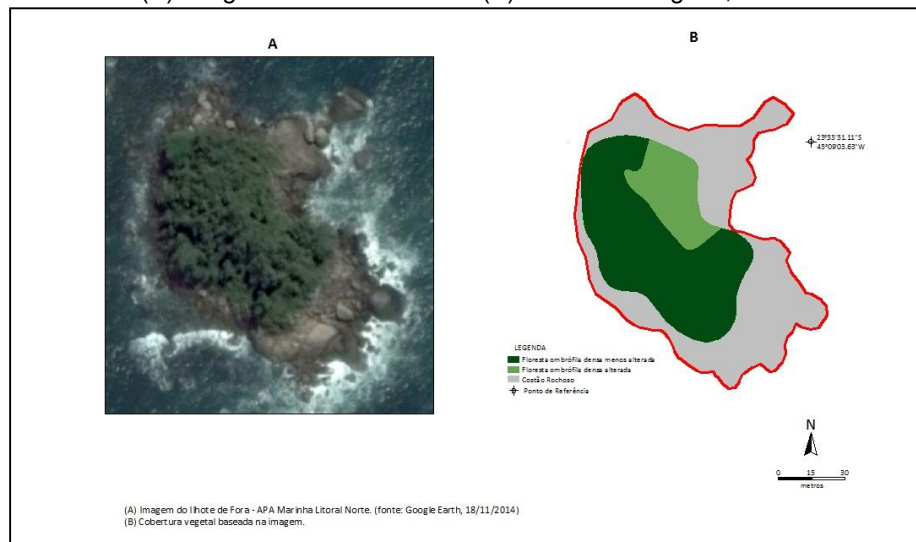 A
B
23°33'31.11"S
45°09'03.63"W
LEGENDA
Floresta ombrófila densa menos alterada
Floresta ombrófila densa alterada
Costão Rochoso
Ponto de Referência
N
0 15 30
metros
(A) Imagem do Ilhote de Fora - APA Marinha Litoral Norte. (fonte: Google Earth, 18/11/2014)
(B) Cobertura vegetal baseada na imagem.